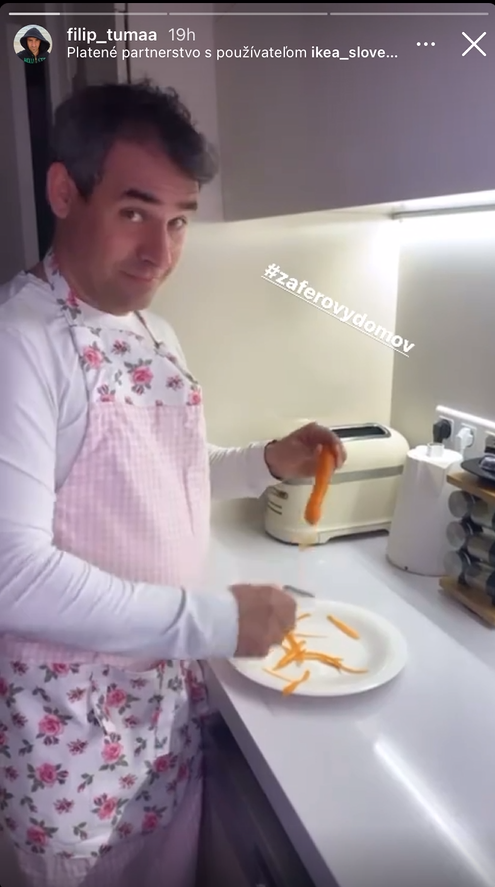 filip_tumaa 19h
Platené partnerstvo s používateľom ikea_slove...
#zaferovydomov